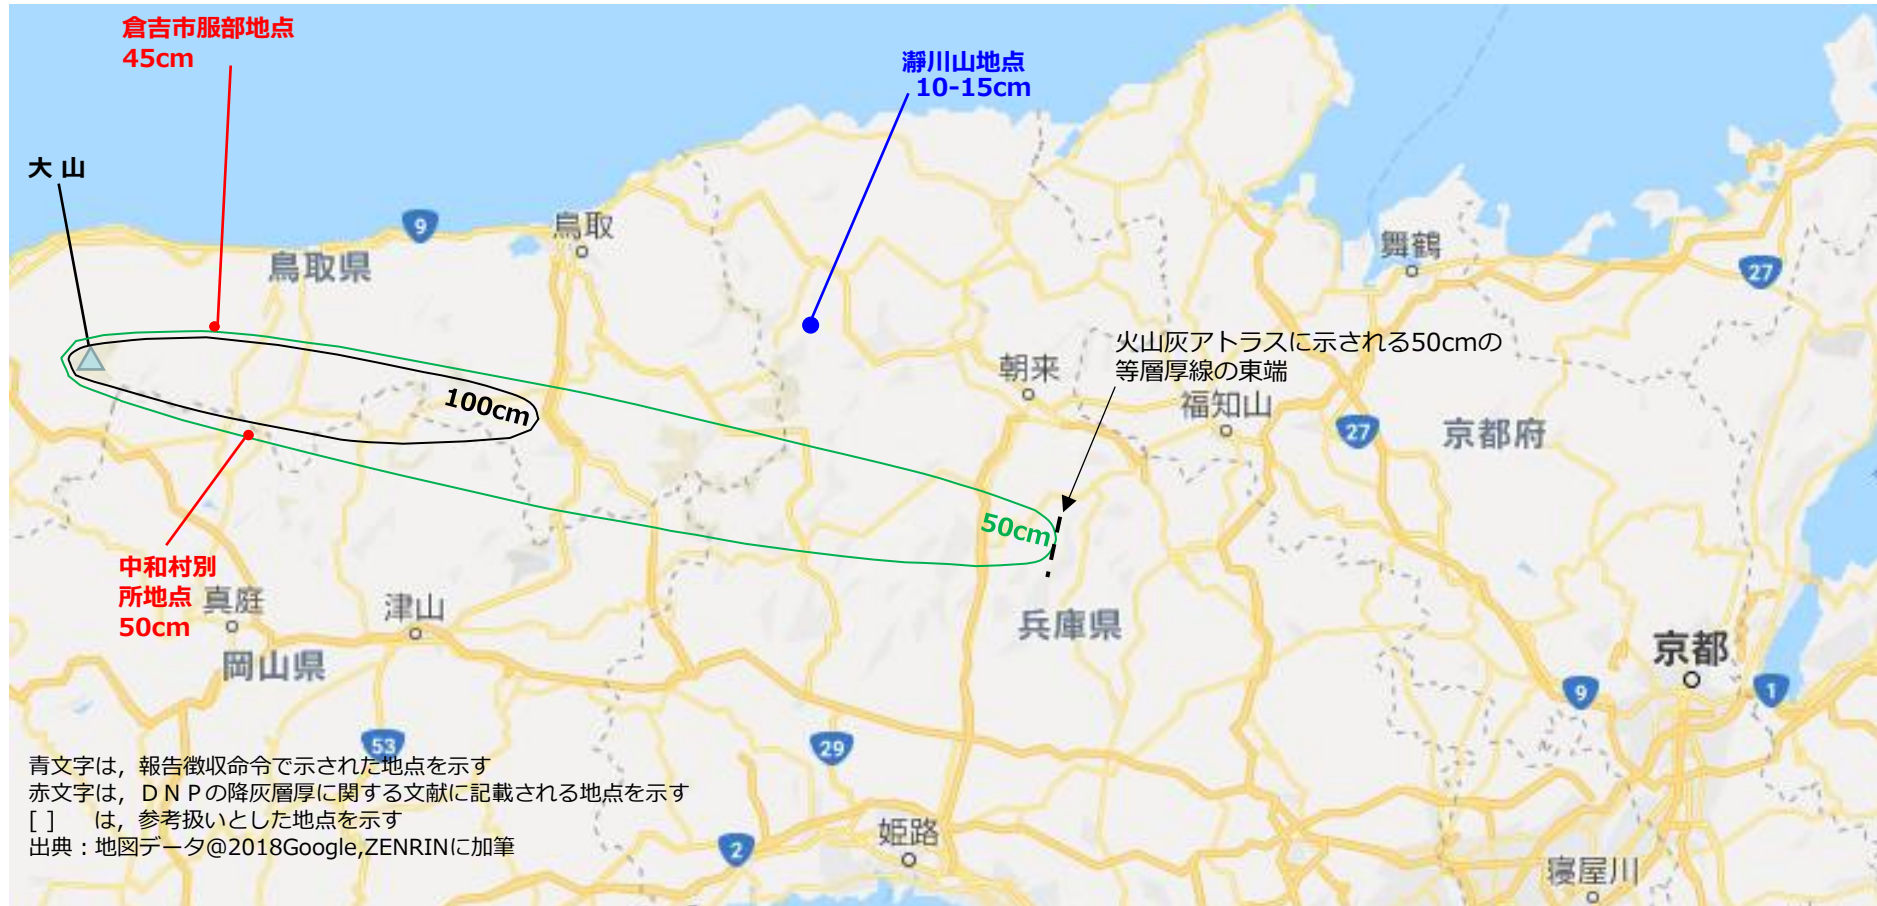 倉吉市服部地点
45cm
瀞川山地点
10-15cm
大 山
9
鳥取
鳥取県
舞鶴
27
火山灰アトラスに示される50cmの
等層厚線の東端
朝来
100cm
福知山
27
京都府
50cm
中和村別
所地点
50cm
真庭
津山
兵庫県
岡山県
京都
9
1
53
29
青文字は，報告徴収命令で示された地点を示す
赤文字は，ＤＮＰの降灰層厚に関する文献に記載される地点を示す
[ ]　は，参考扱いとした地点を示す
出典：地図データ@2018Google,ZENRINに加筆
2
姫路
寝屋川